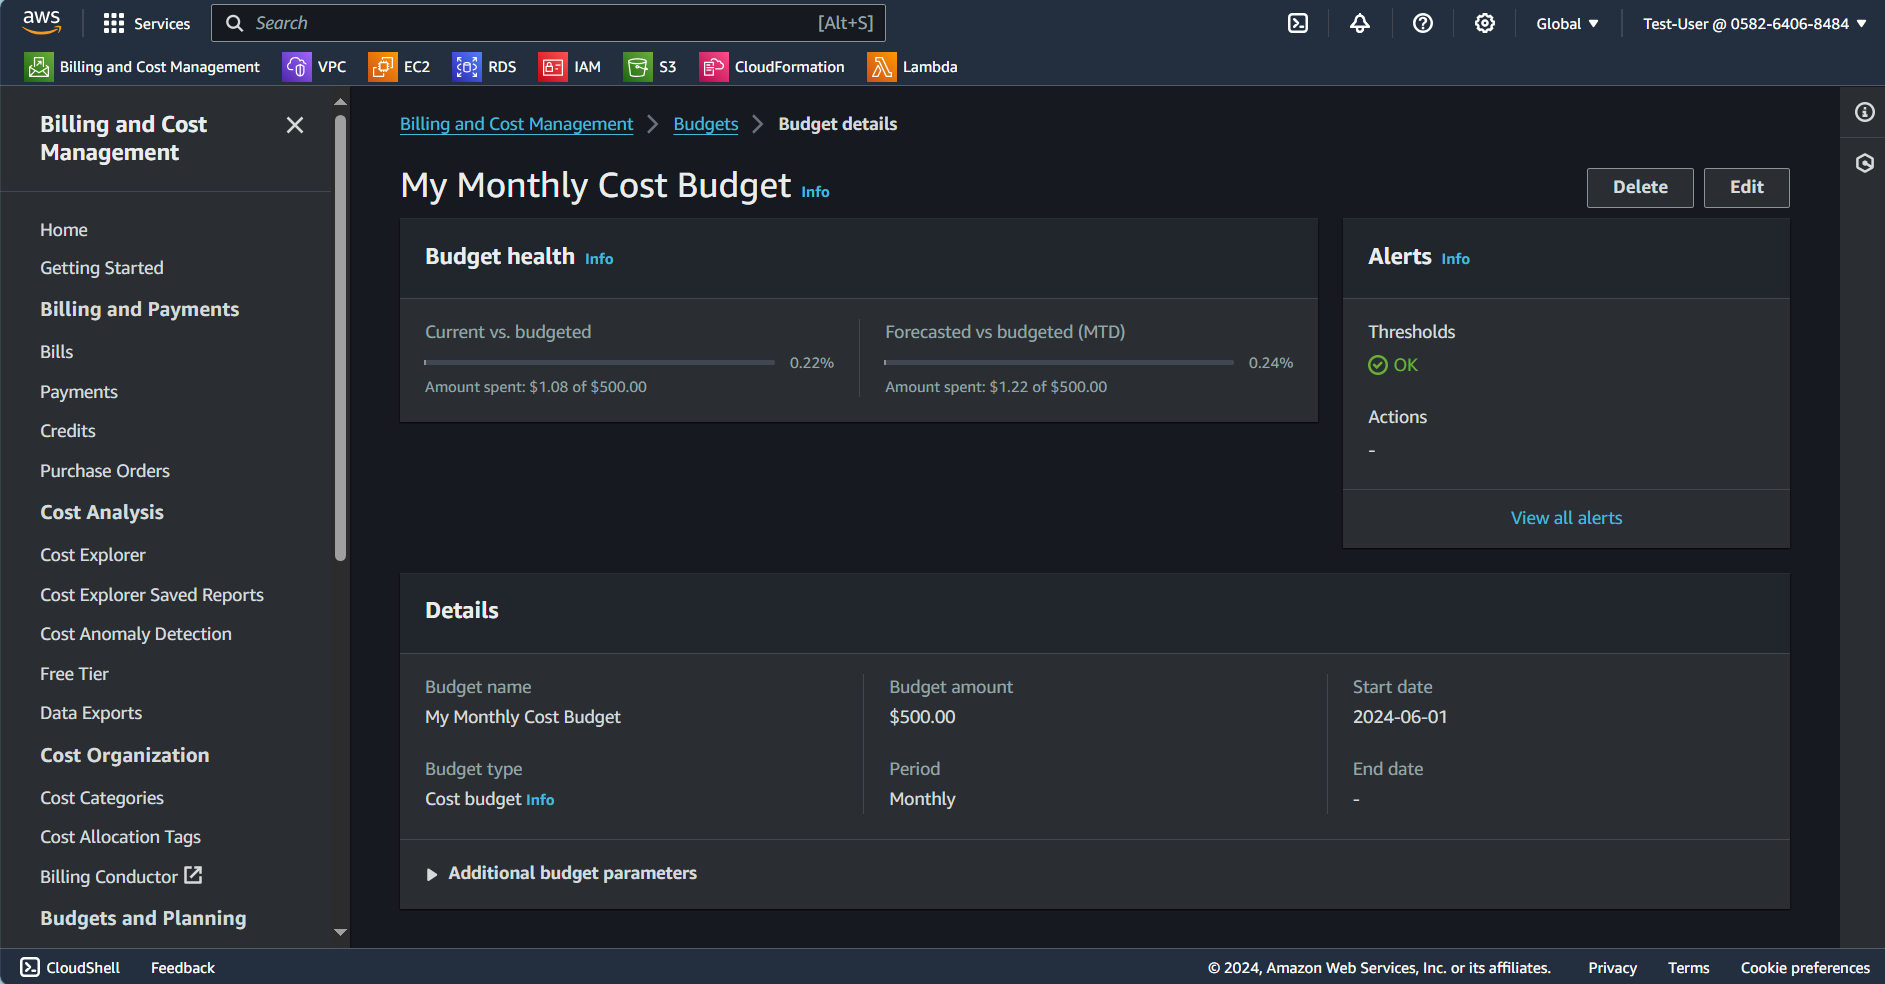 aws
Services
Search
[Alt+S]
Global
Test-User @ 0582-6406-8484
Billing and Cost Management
VPC
EC2
RDS
IAM
S3
CloudFormation
Lambda
Billing and Cost
Management
Home
Getting Started
Billing and Payments
Bills
Payments
Credits
Purchase Orders
Cost Analysis
Cost Explorer
Cost Explorer Saved Reports
Cost Anomaly Detection
Free Tier
Data Exports
Cost Organization
Cost Categories
Cost Allocation Tags
Billing Conductor
Budgets and Planning
Billing and Cost Management
Budgets
Budget details
My Monthly Cost Budget Info
Delete
Edit
Budget health Info
Current vs. budgeted
0.22%
Amount spent: $1.08 of $500.00
Forecasted vs budgeted (MTD)
0.24%
Amount spent: $1.22 of $500.00
Alerts Info
Thresholds
OK
Actions
-
View all alerts
Details
Budget name
My Monthly Cost Budget
Budget type
Cost budget Info
Budget amount
$500.00
Period
Monthly
Start date
2024-06-01
End date
-
Additional budget parameters
CloudShell
Feedback
© 2024, Amazon Web Services, Inc. or its affiliates.
Privacy
Terms
Cookie preferences